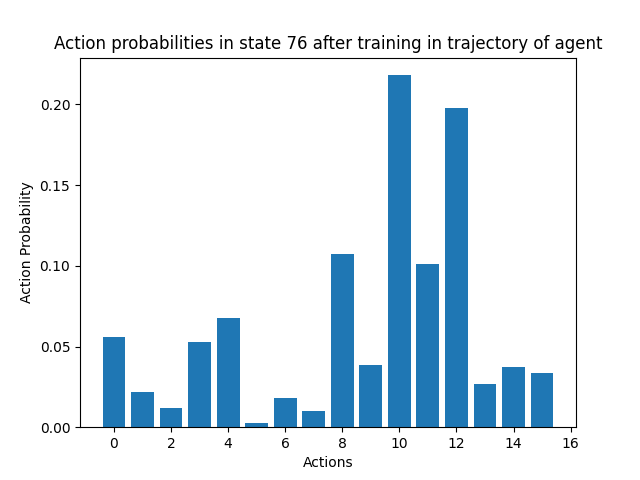 Action probabilities in state 76 after training in trajectory of agent
0.20
0.15
0.10
0.05
0.00
Action Probability
0 2 4 6 8 10 12 14 16
Actions